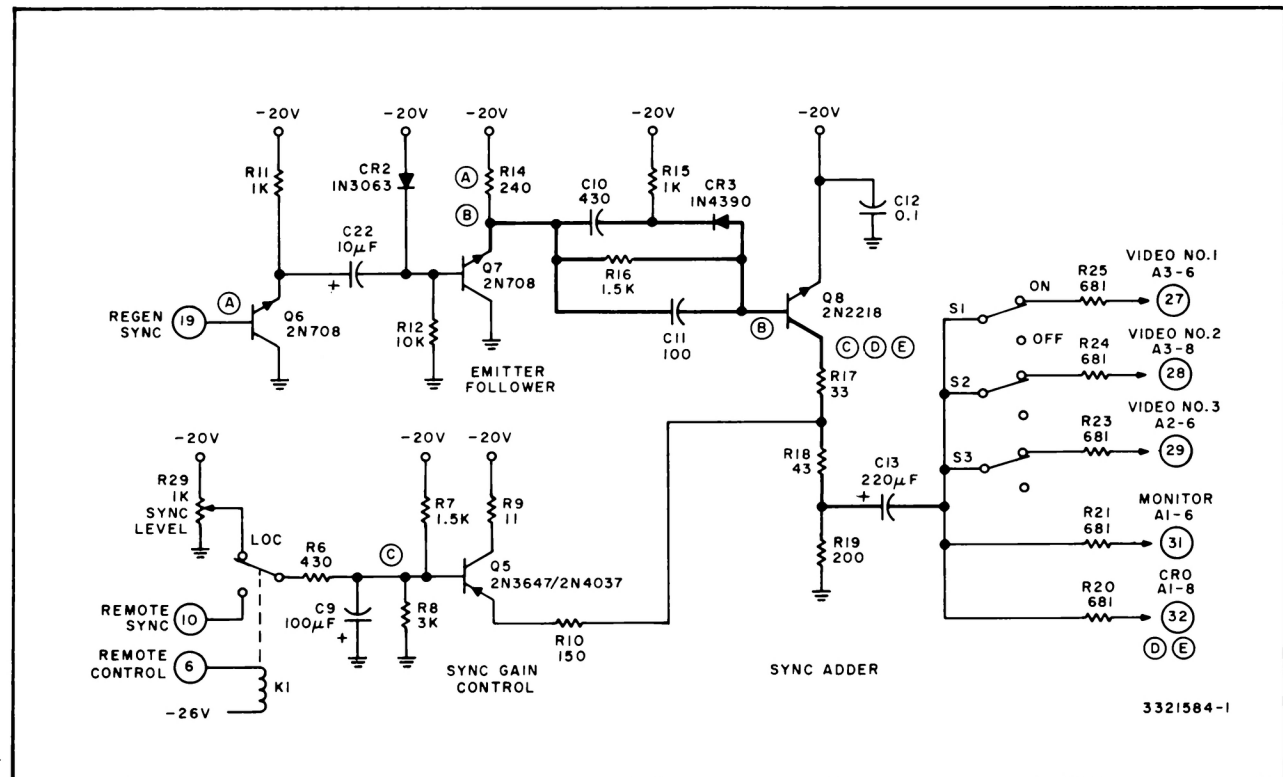 -20V
-20V
-20V
-20V
-20V
R11
1K
CR2
1N3063
Ⓐ
R14
240
Ⓑ
C10
430
R15
1K
CR3
1N4390
C12
0.1
C22
10µF
+
Q7
2N708
R16
1.5K
Q8
2N2218
REGEN
SYNC
19
Ⓐ
Q6
2N708
R12
10K
C11
100
Ⓑ
EMITTER
FOLLOWER
Ⓒ Ⓓ Ⓔ
R17
33
S1
ON
OFF
R25
681
VIDEO NO.1
A3-6
27
S2
R24
681
VIDEO NO.2
A3-8
28
S3
R23
681
VIDEO NO.3
A2-6
29
-20V
-20V
-20V
R29
1K
SYNC
LEVEL
LOC
R7
1.5K
R9
11
R18
43
C13
220µF
+
R6
430
Ⓒ
Q5
2N3647/2N4037
R19
200
R21
681
MONITOR
A1-6
31
REMOTE
SYNC
10
C9
100µF
+
R8
3K
R10
150
R20
681
CRO
A1-8
32
Ⓓ Ⓔ
REMOTE
CONTROL
6
K1
-26V
SYNC GAIN
CONTROL
SYNC ADDER
3321584-1